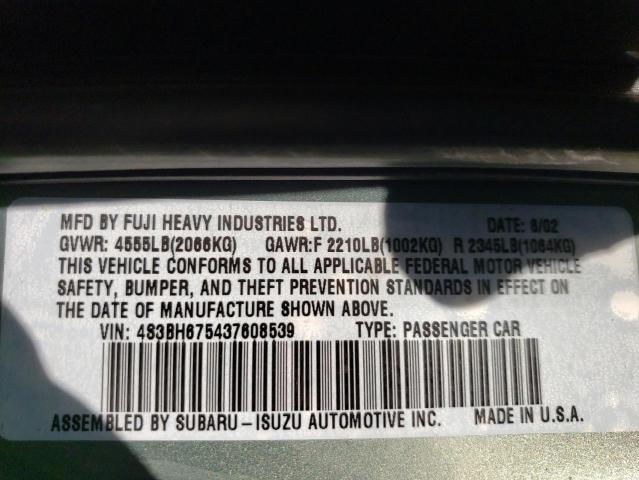 MFD BY FUJI HEAVY INDUSTRIES LTD. DATE: 8/02
GVWR: 4555LB(2066KG) GAWR:F 2210LB(1002KG) R 2345LB(1064KG)
THIS VEHICLE CONFORMS TO ALL APPLICABLE FEDERAL MOTOR VEHICLE
SAFETY, BUMPER, AND THEFT PREVENTION STANDARDS IN EFFECT ON
THE DATE OF MANUFACTURE SHOWN ABOVE.
VIN: 4S3BH675437608539 TYPE: PASSENGER CAR
ASSEMBLED BY SUBARU-ISUZU AUTOMOTIVE INC. MADE IN U.S.A.